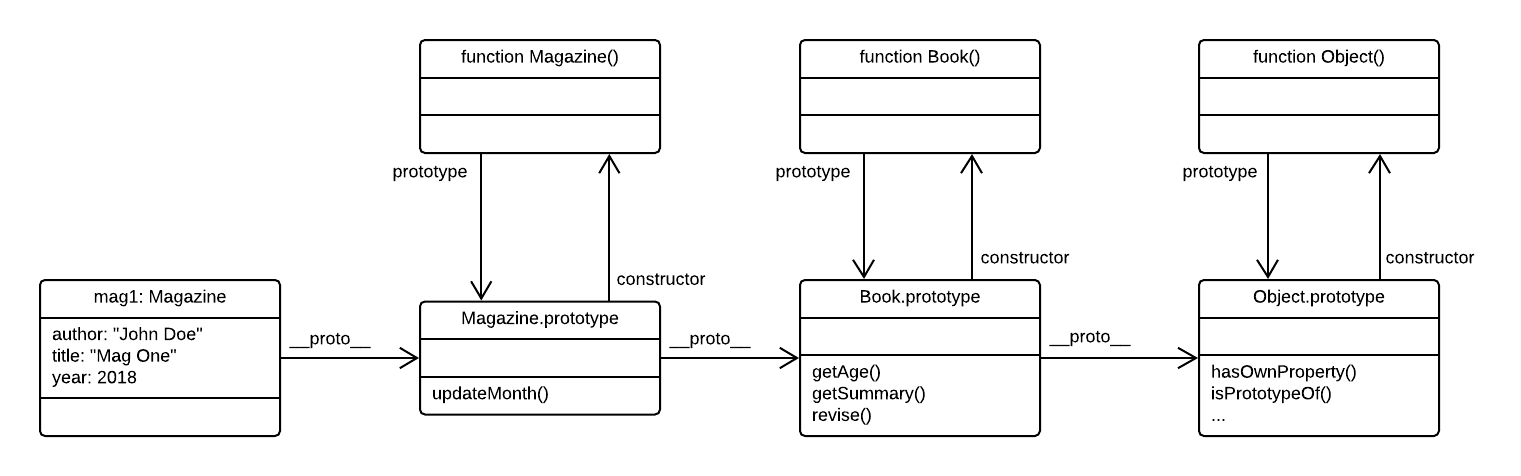 function Magazine()
function Book()
function Object()
prototype
prototype
prototype
constructor
constructor
constructor
mag1: Magazine
author: "John Doe"
title: "Mag One"
year: 2018
__proto__
Magazine.prototype
updateMonth()
__proto__
Book.prototype
getAge()
getSummary()
revise()
__proto__
Object.prototype
hasOwnProperty()
isPrototypeOf()
...